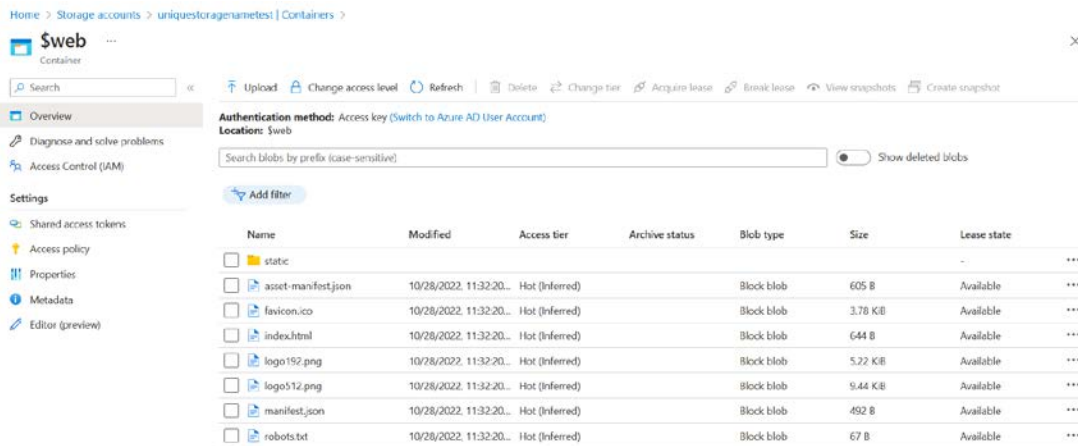 Home > Storage accounts > uniquestoragenametest | Containers >
$web ...
Container
Search
Overview
Diagnose and solve problems
Access Control (IAM)
Settings
Shared access tokens
Access policy
Properties
Metadata
Editor (preview)
Upload Change access level Refresh Delete Change tier Acquire lease Break lease View snapshots Create snapshot
Authentication method: Access key (Switch to Azure AD User Account)
Location: $web
Search blobs by prefix (case-sensitive)
Show deleted blobs
Add filter
Name Modified Access tier Archive status Blob type Size Lease state
static -
asset-manifest.json 10/28/2022, 11:32:20... Hot (Inferred) Block blob 605 B Available
favicon.ico 10/28/2022, 11:32:20... Hot (Inferred) Block blob 3.78 KiB Available
index.html 10/28/2022, 11:32:20... Hot (Inferred) Block blob 644 B Available
logo192.png 10/28/2022, 11:32:20... Hot (Inferred) Block blob 5.22 KiB Available
logo512.png 10/28/2022, 11:32:20... Hot (Inferred) Block blob 9.44 KiB Available
manifest.json 10/28/2022, 11:32:20... Hot (Inferred) Block blob 492 B Available
robots.txt 10/28/2022, 11:32:20... Hot (Inferred) Block blob 67 B Available